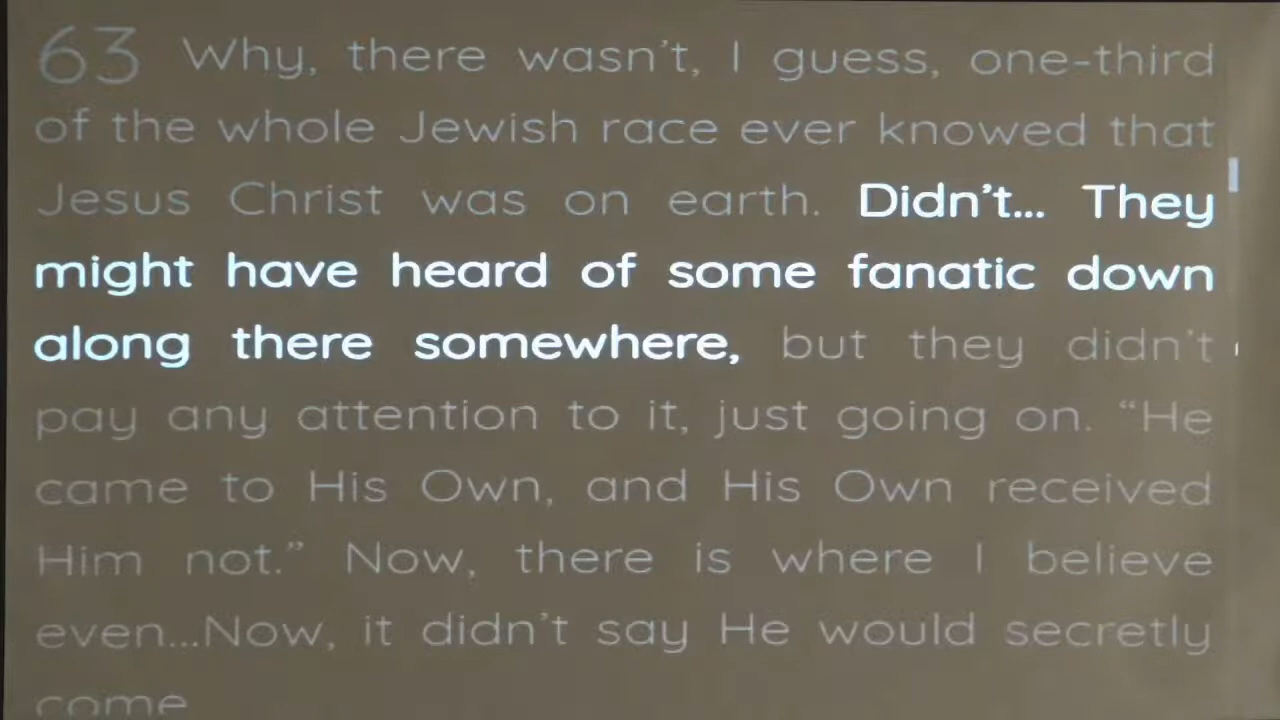 63 Why, there wasn't, I guess, one-third
of the whole Jewish race ever knowed that
Jesus Christ was on earth. Didn't... They
might have heard of some fanatic down
along there somewhere, but they didn't
pay any attention to it, just going on. “He
came to His Own, and His Own received
Him not.” Now, there is where I believe
even...Now, it didn't say He would secretly
come